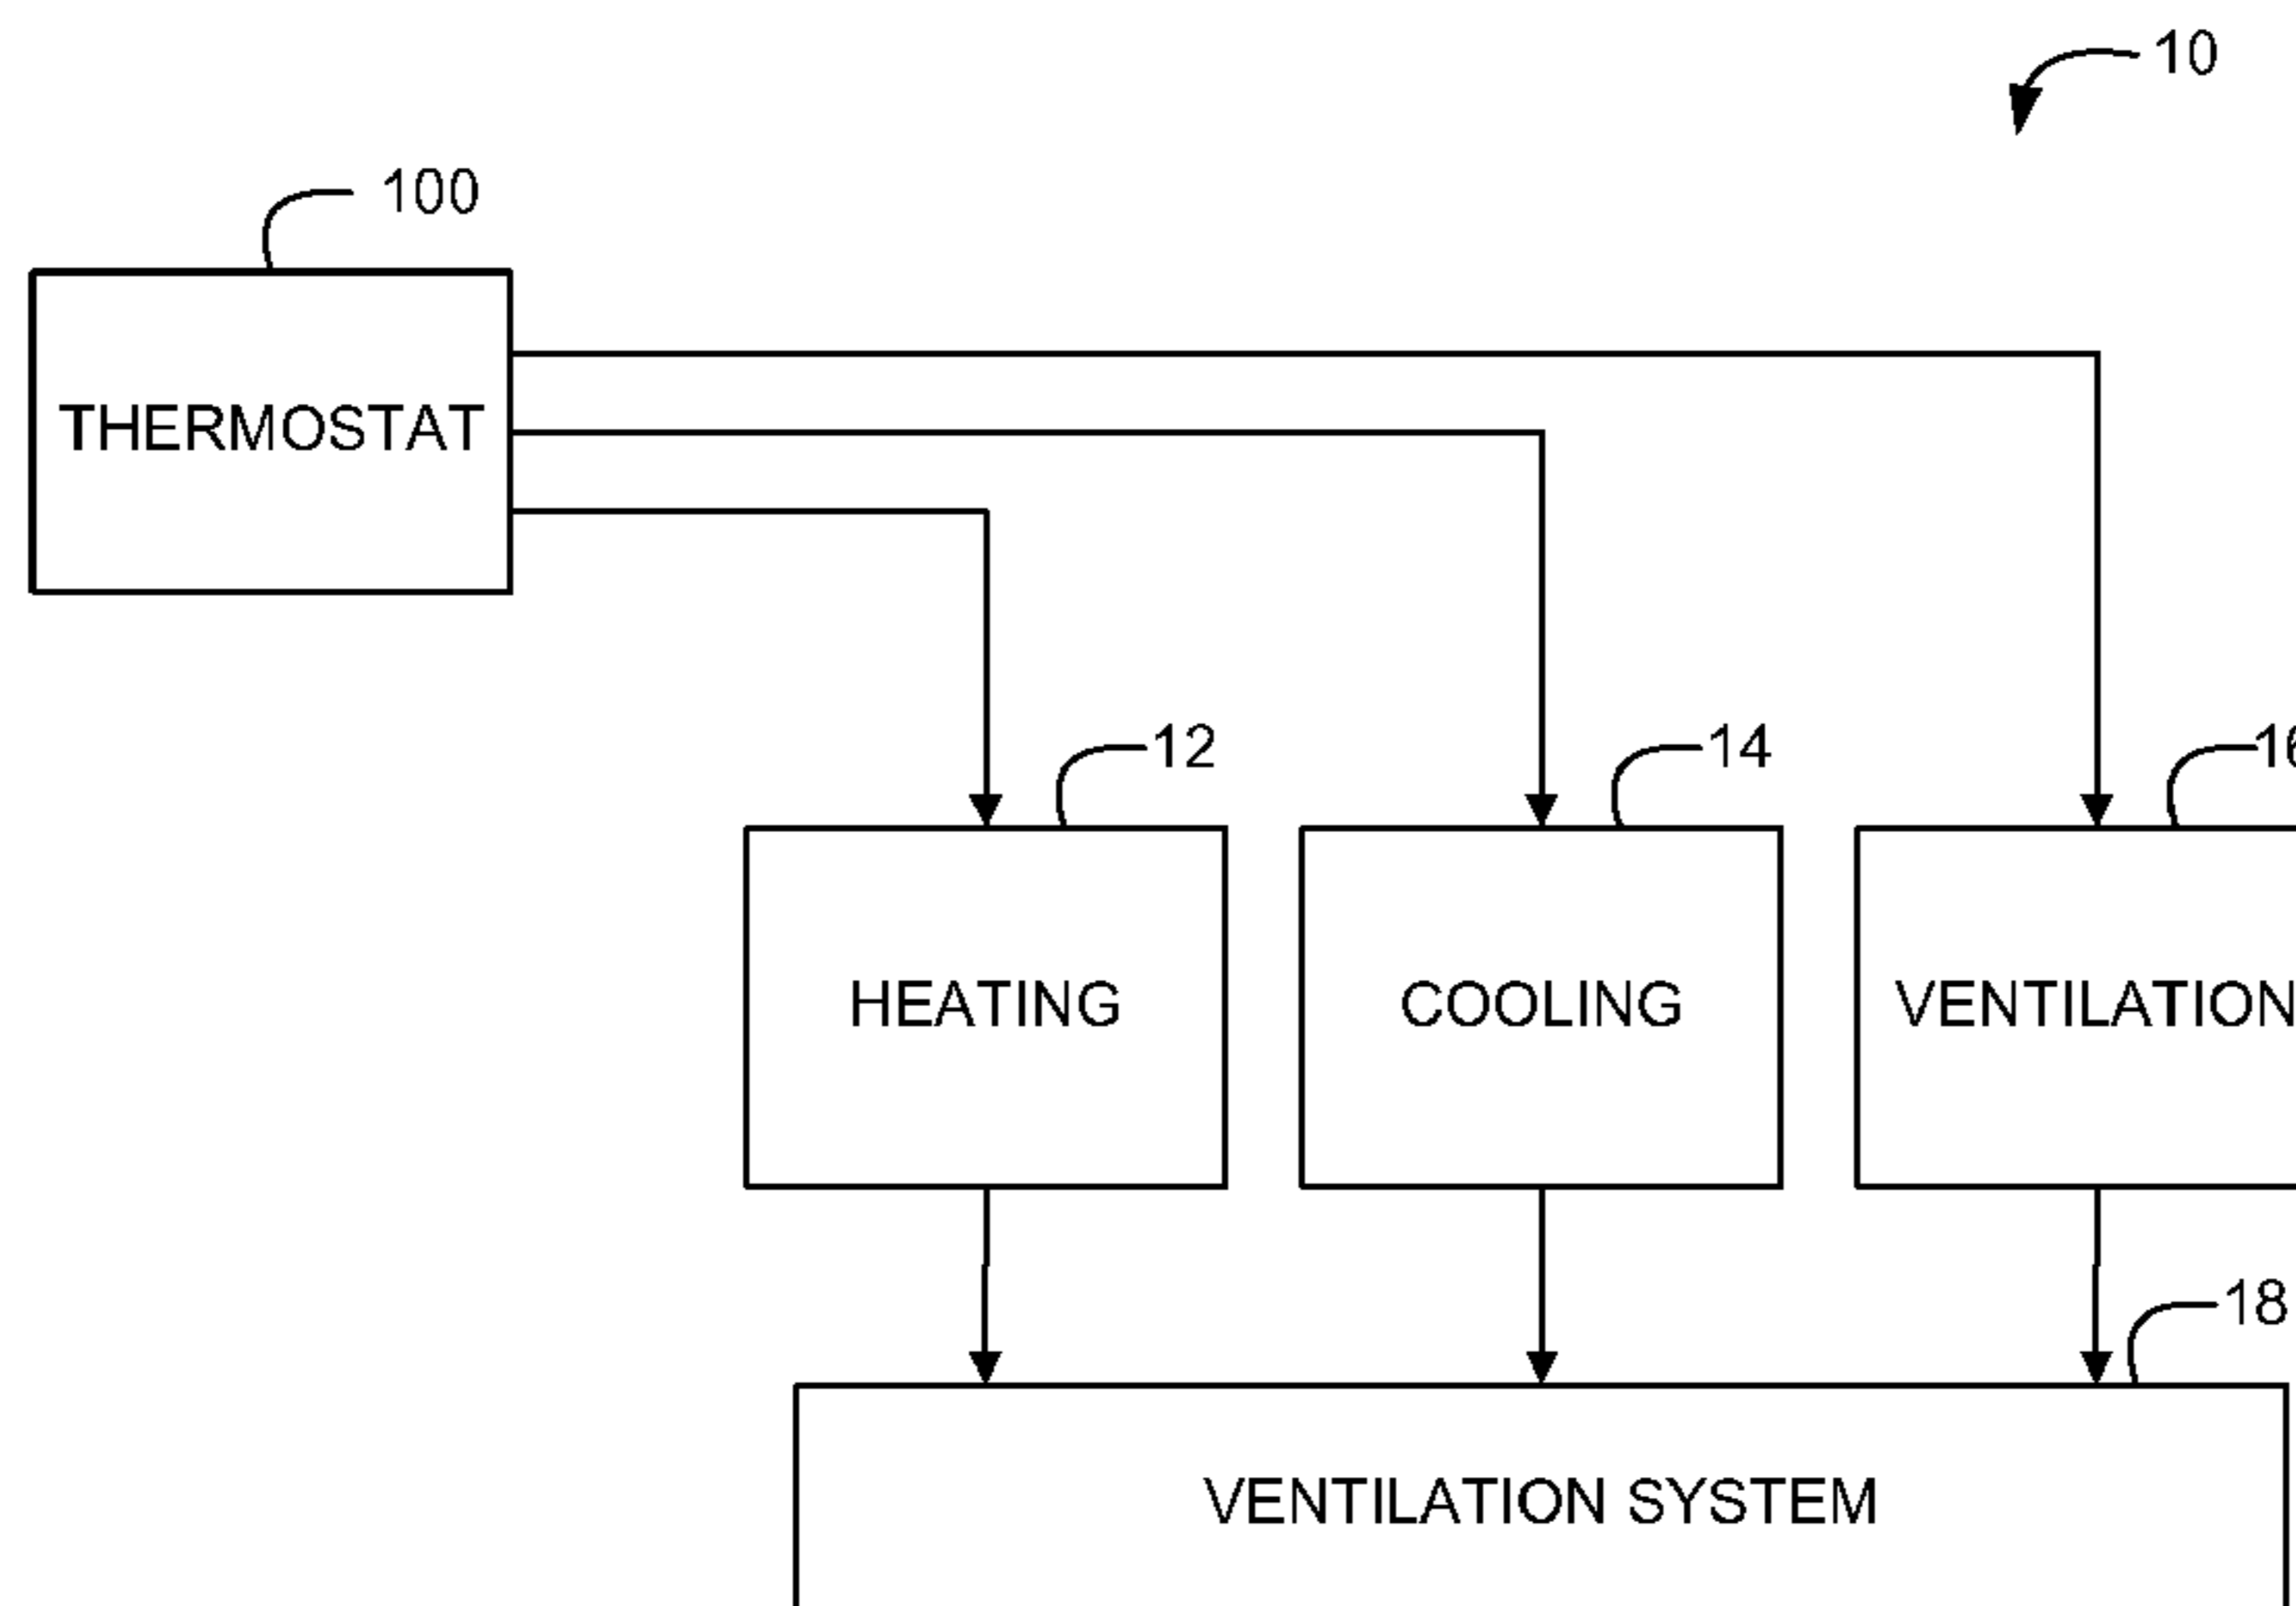 10
100
THERMOSTAT
12
14
HEATING
COOLING
VENTILATION
18
VENTILATION SYSTEM